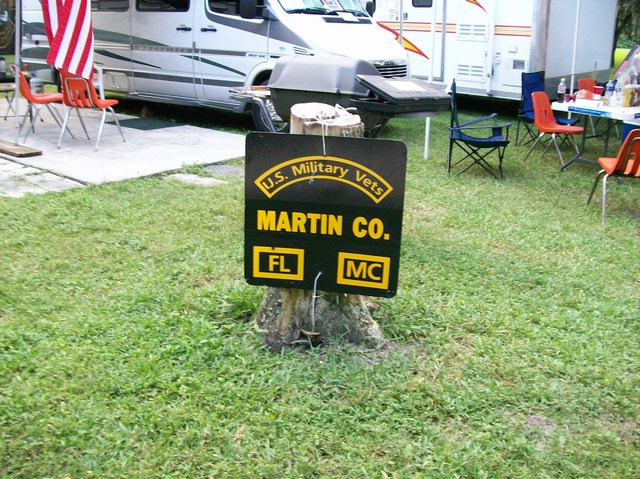 U.S. Military Vets
MARTIN CO.
FL MC